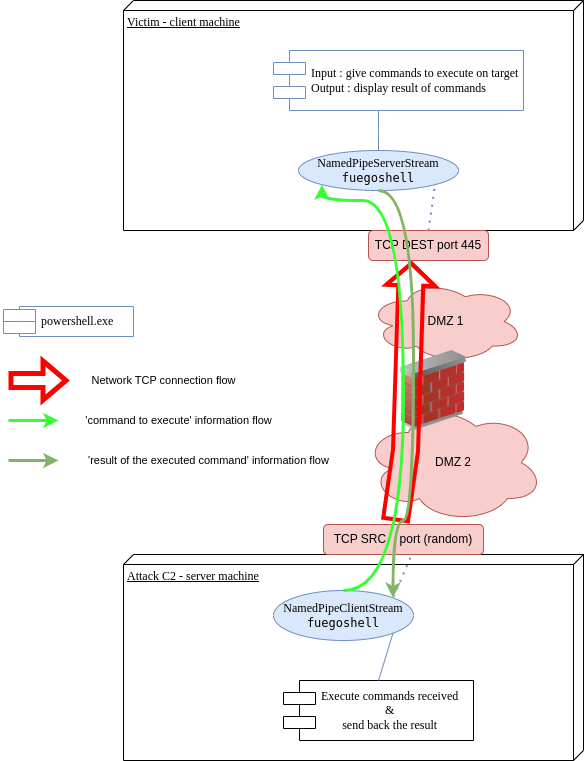 Victim - client machine
Input : give commands to execute on target
Output : display result of commands
NamedPipeServerStream
fuegoshell
TCP DEST port 445
DMZ 1
powershell.exe
Network TCP connection flow
'command to execute' information flow
'result of the executed command' information flow
DMZ 2
TCP SRC port (random)
Attack C2 - server machine
NamedPipeClientStream
fuegoshell
Execute commands received
&
send back the result